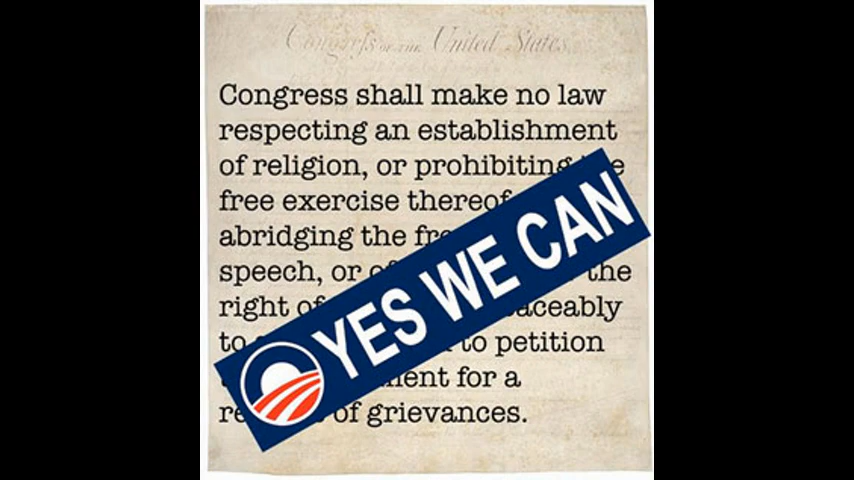 Congress OF THE United States
Congress shall make no law
respecting an establishment
of religion, or prohibiting
free exercise thereof
abridging the
speech, or the
right of
to to petition
for a
of grievances.
YES WE CAN